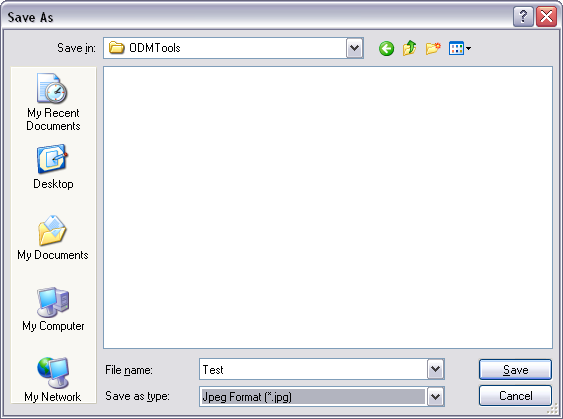 Save As
Save in: ODMTools
My Recent
Documents
Desktop
My Documents
My Computer
My Network
File name: Test
Save
Save as type: Jpeg Format (*.jpg)
Cancel